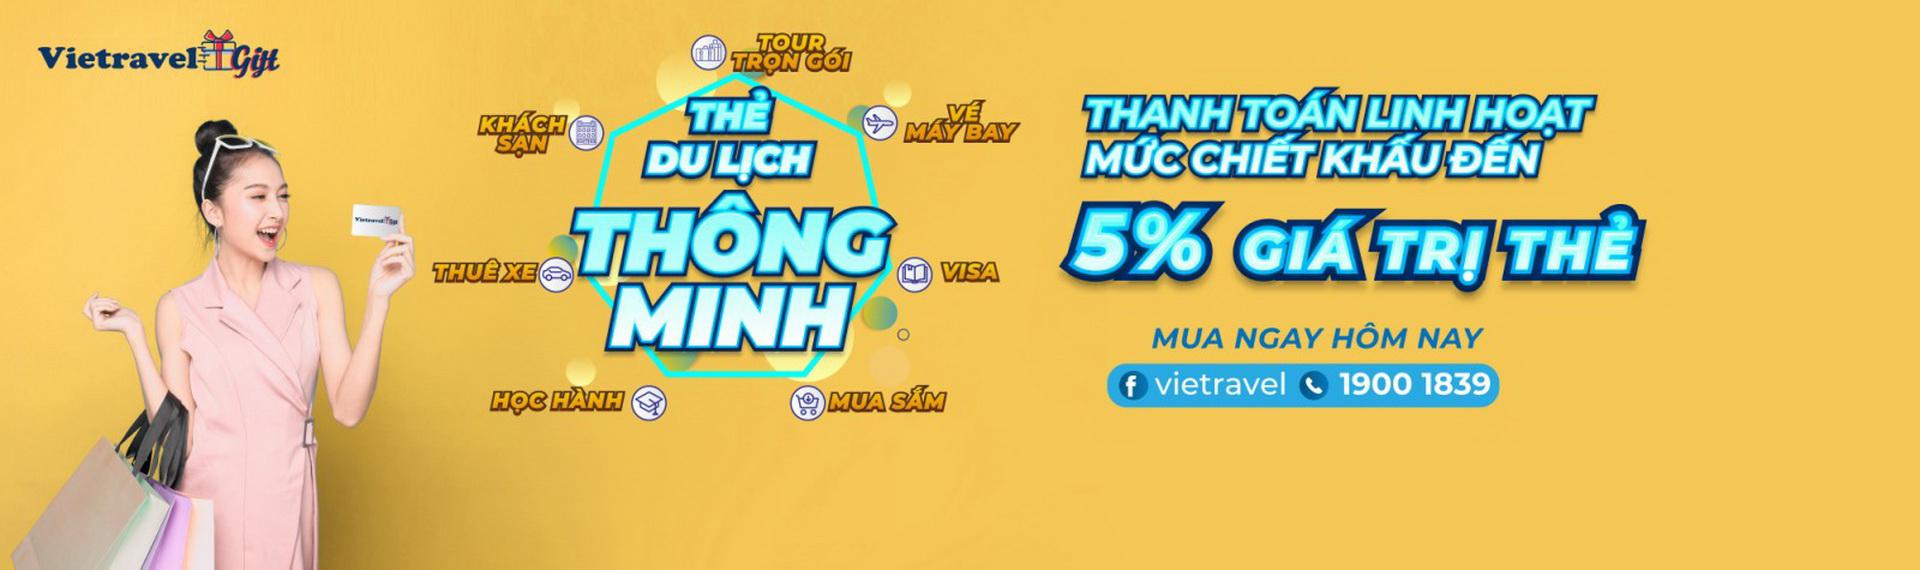 Vietravel Gift
Vietravel Gift
TOUR
TRỌN GÓI
KHÁCH
SẠN
VÉ
MÁY BAY
THẺ
DU LỊCH
THÔNG
MINH
THUÊ XE
VISA
HỌC HÀNH
MUA SẮM
THANH TOÁN LINH HOẠT
MỨC CHIẾT KHẤU ĐẾN
5% GIÁ TRỊ THẺ
MUA NGAY HÔM NAY
vietravel 1900 1839